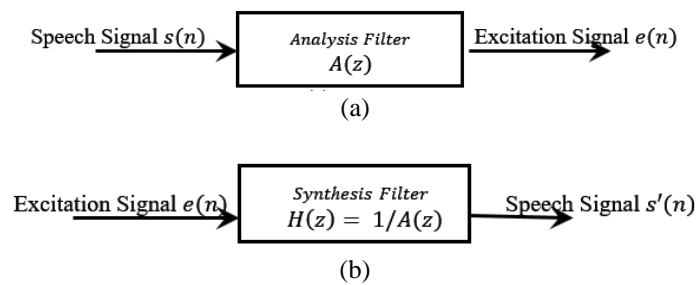 Speech Signal s(n)
Analysis Filter
A(z)
Excitation Signal e(n)
(a)
Excitation Signal e(n)
Synthesis Filter
H(z) = 1/A(z)
Speech Signal s′(n)
(b)